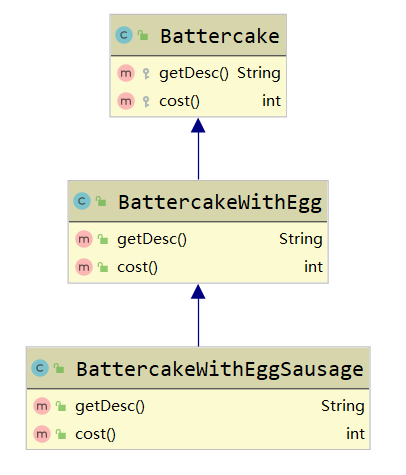 C Battercake
m getDesc() String
m cost() int
C BattercakeWithEgg
m getDesc() String
m cost() int
C BattercakeWithEggSausage
m getDesc() String
m cost() int